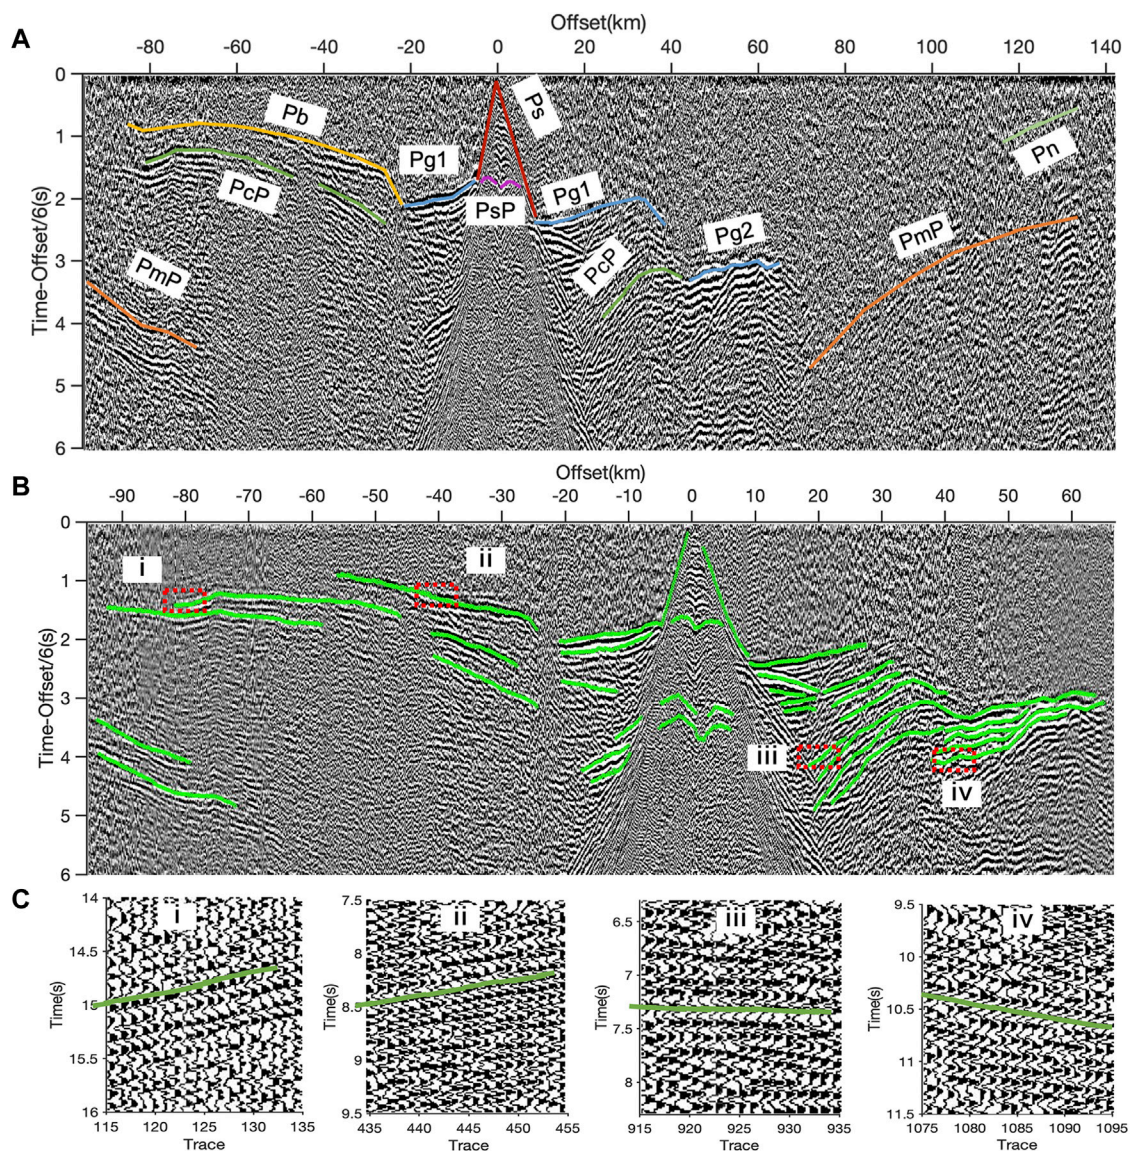 A
Offset(km)
-80 -60 -40 -20 0 20 40 60 80 100 120 140
Time-Offset/6(s)
0
1
2
3
4
5
6
Pb
Ps
Pg1
Pn
PcP
PsP
Pg1
Pg2
PmP
PcP
PmP
B
Offset(km)
-90 -80 -70 -60 -50 -40 -30 -20 -10 0 10 20 30 40 50 60
Time-Offset/6(s)
0
1
2
3
4
5
6
i
ii
iii
iv
C
Time(s)
14
14.5
15
15.5
16
i
115 120 125 130 135
Trace
Time(s)
7.5
8
8.5
9
9.5
ii
435 440 445 450 455
Trace
Time(s)
6.5
7
7.5
8
iii
915 920 925 930 935
Trace
Time(s)
9.5
10
10.5
11
11.5
iv
1075 1080 1085 1090 1095
Trace